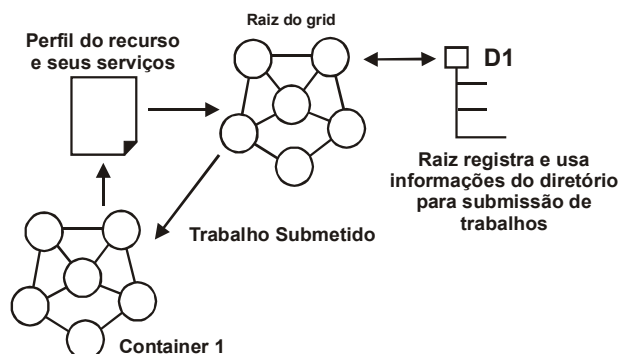 Raiz do grid
Perfil do recurso
e seus serviços
D1
Raiz registra e usa
informações do diretório
para submissão de
trabalhos
Trabalho Submetido
Container 1